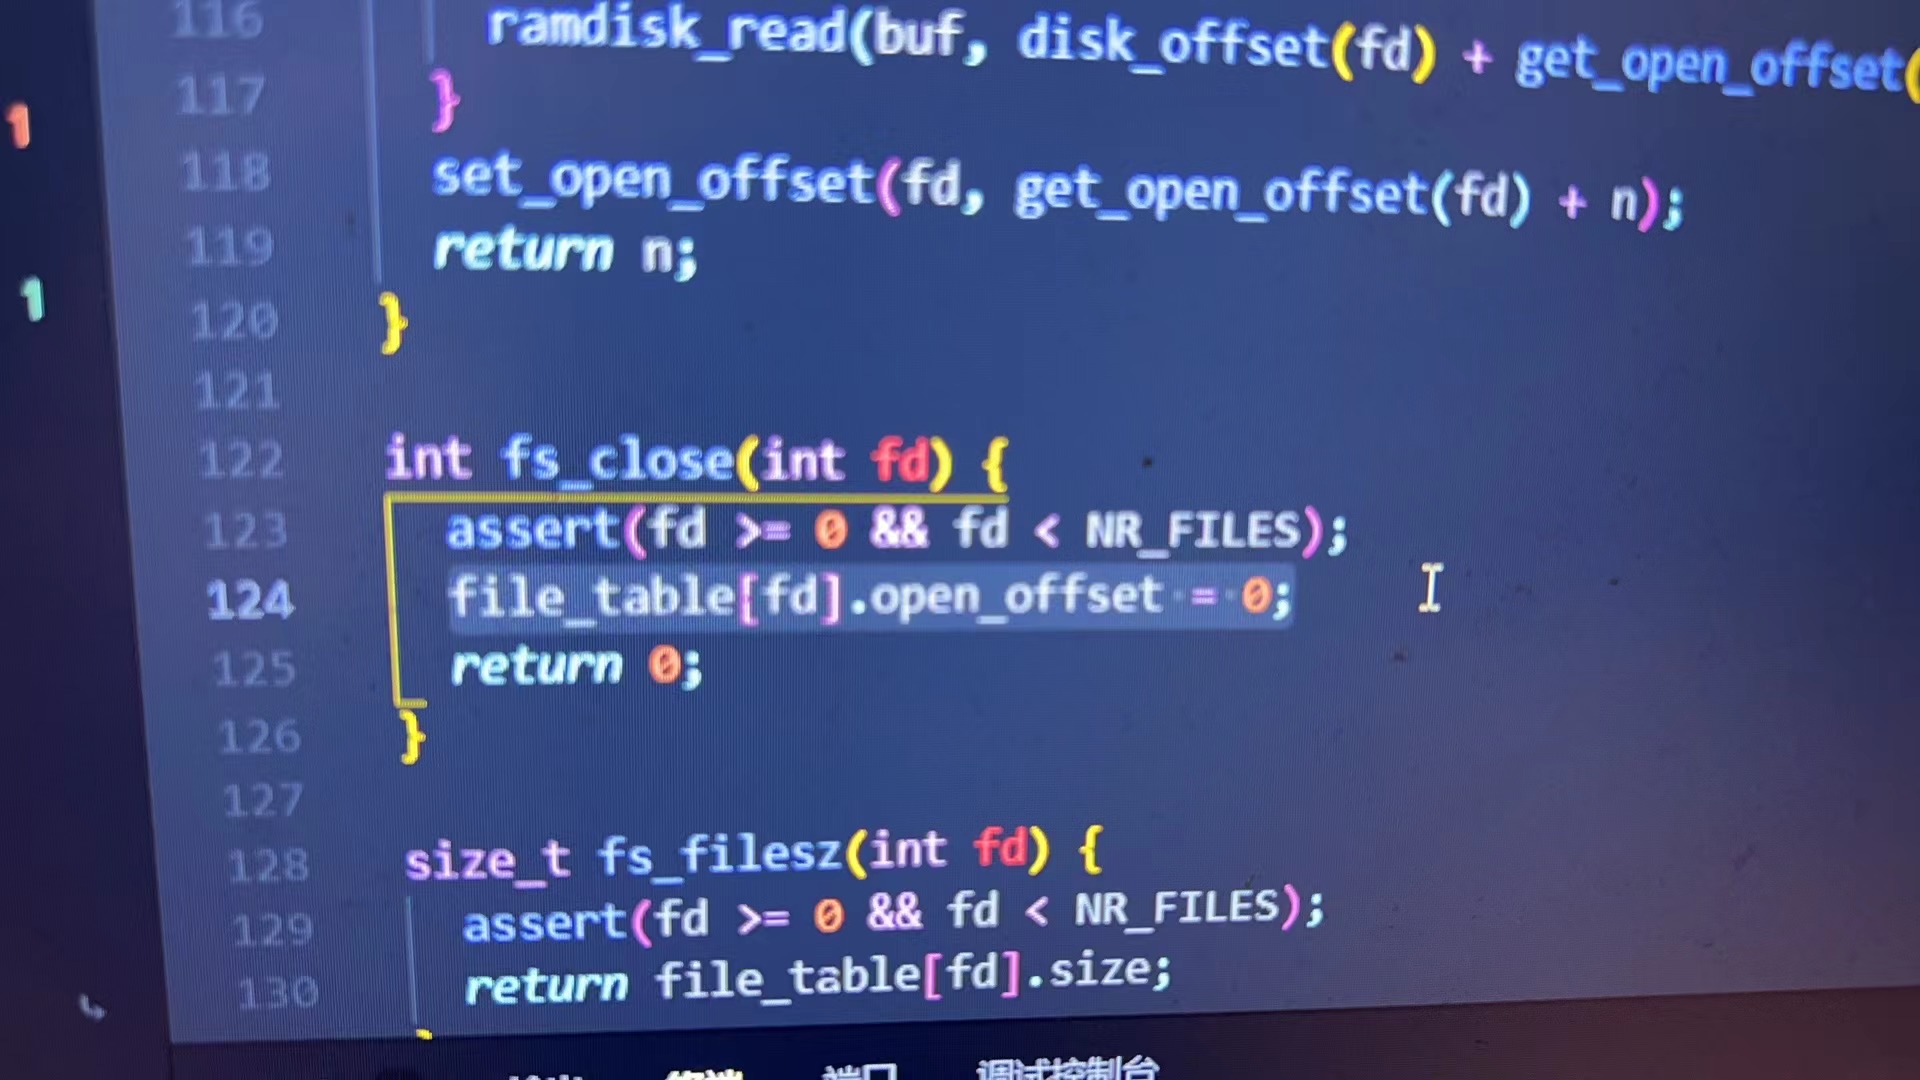 116 ramdisk_read(buf, disk_offset(fd) + get_open_offset(
117 }
118 set_open_offset(fd, get_open_offset(fd) + n);
119 return n;
120 }
121
122 int fs_close(int fd) {
123 assert(fd >= 0 && fd < NR_FILES);
124 file_table[fd].open_offset = 0;
125 return 0;
126 }
127
128 size_t fs_filesz(int fd) {
129 assert(fd >= 0 && fd < NR_FILES);
130 return file_table[fd].size;
1
1
终端 端口 调试控制台